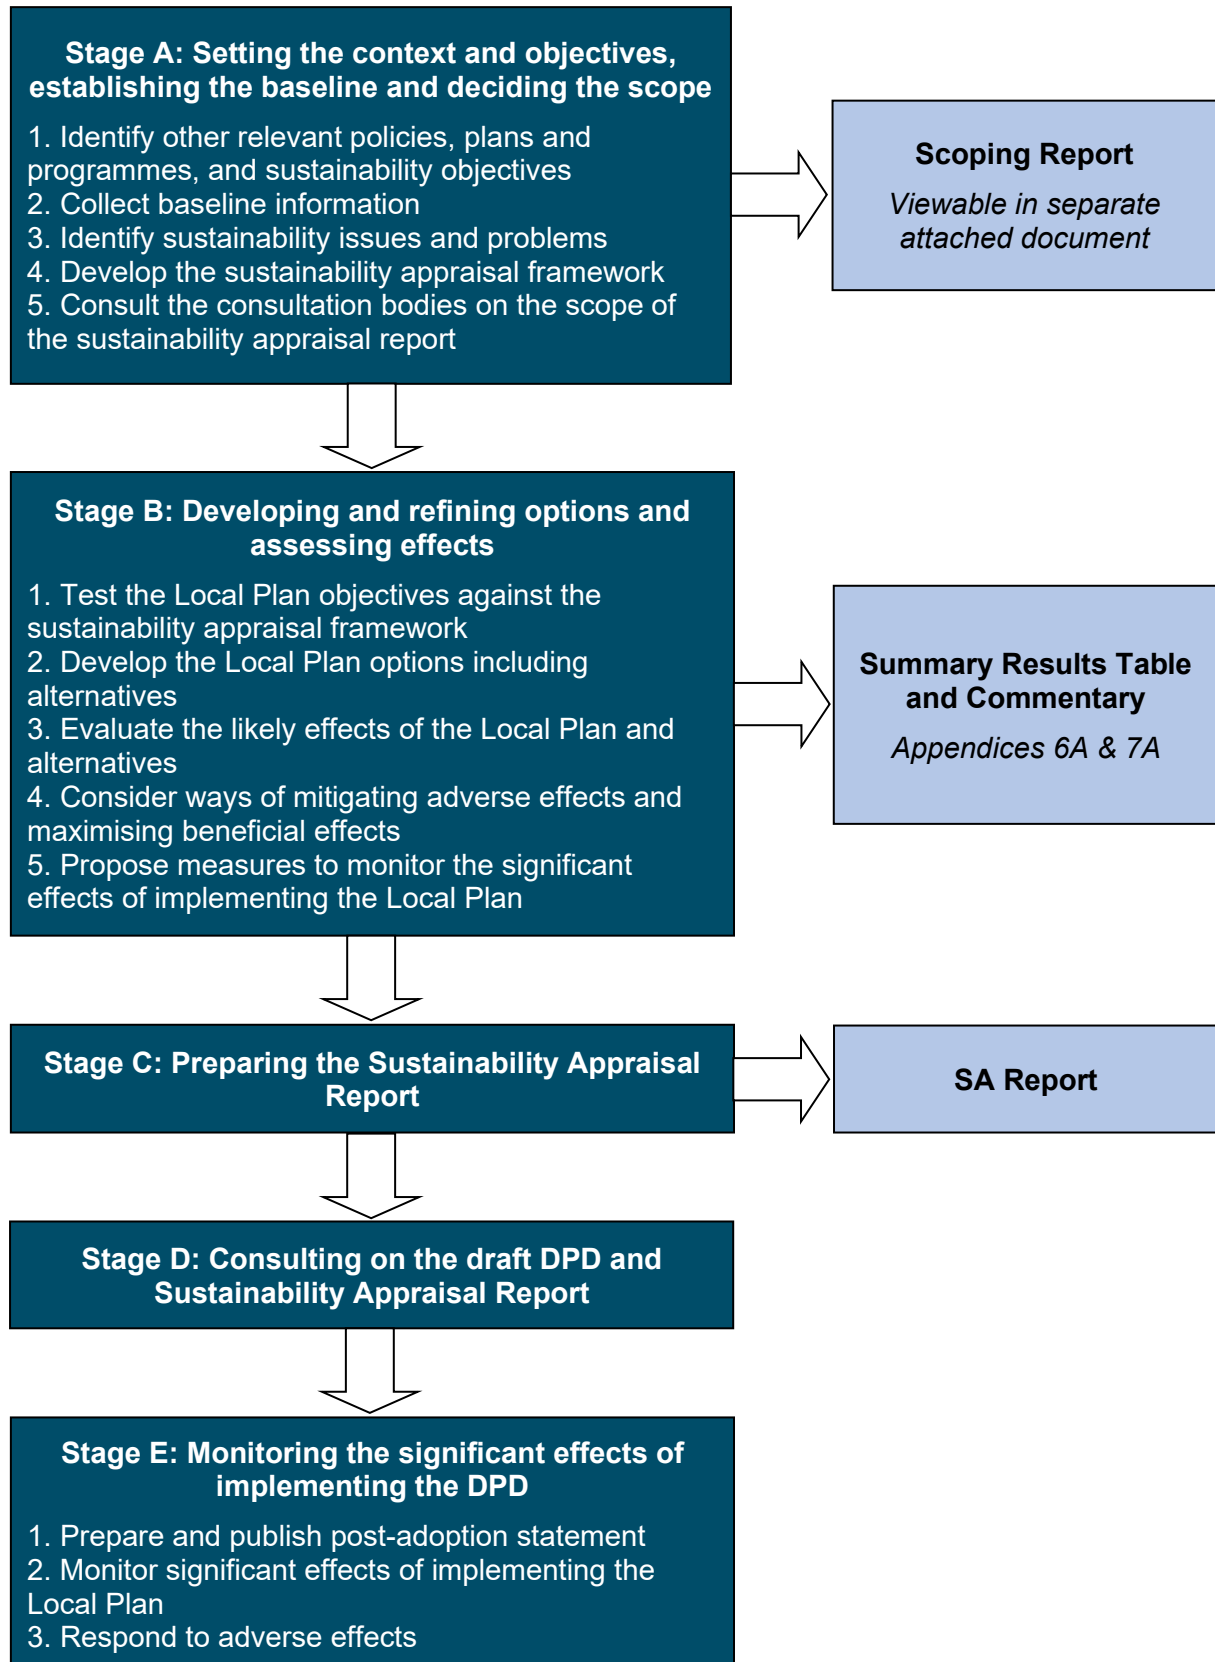 Stage A: Setting the context and objectives,
establishing the baseline and deciding the scope
1. Identify other relevant policies, plans and
programmes, and sustainability objectives
2. Collect baseline information
3. Identify sustainability issues and problems
4. Develop the sustainability appraisal framework
5. Consult the consultation bodies on the scope of
the sustainability appraisal report
Scoping Report
Viewable in separate
attached document
Stage B: Developing and refining options and
assessing effects
1. Test the Local Plan objectives against the
sustainability appraisal framework
2. Develop the Local Plan options including
alternatives
3. Evaluate the likely effects of the Local Plan and
alternatives
4. Consider ways of mitigating adverse effects and
maximising beneficial effects
5. Propose measures to monitor the significant
effects of implementing the Local Plan
Summary Results Table
and Commentary
Appendices 6A & 7A
Stage C: Preparing the Sustainability Appraisal
Report
SA Report
Stage D: Consulting on the draft DPD and
Sustainability Appraisal Report
Stage E: Monitoring the significant effects of
implementing the DPD
1. Prepare and publish post-adoption statement
2. Monitor significant effects of implementing the
Local Plan
3. Respond to adverse effects